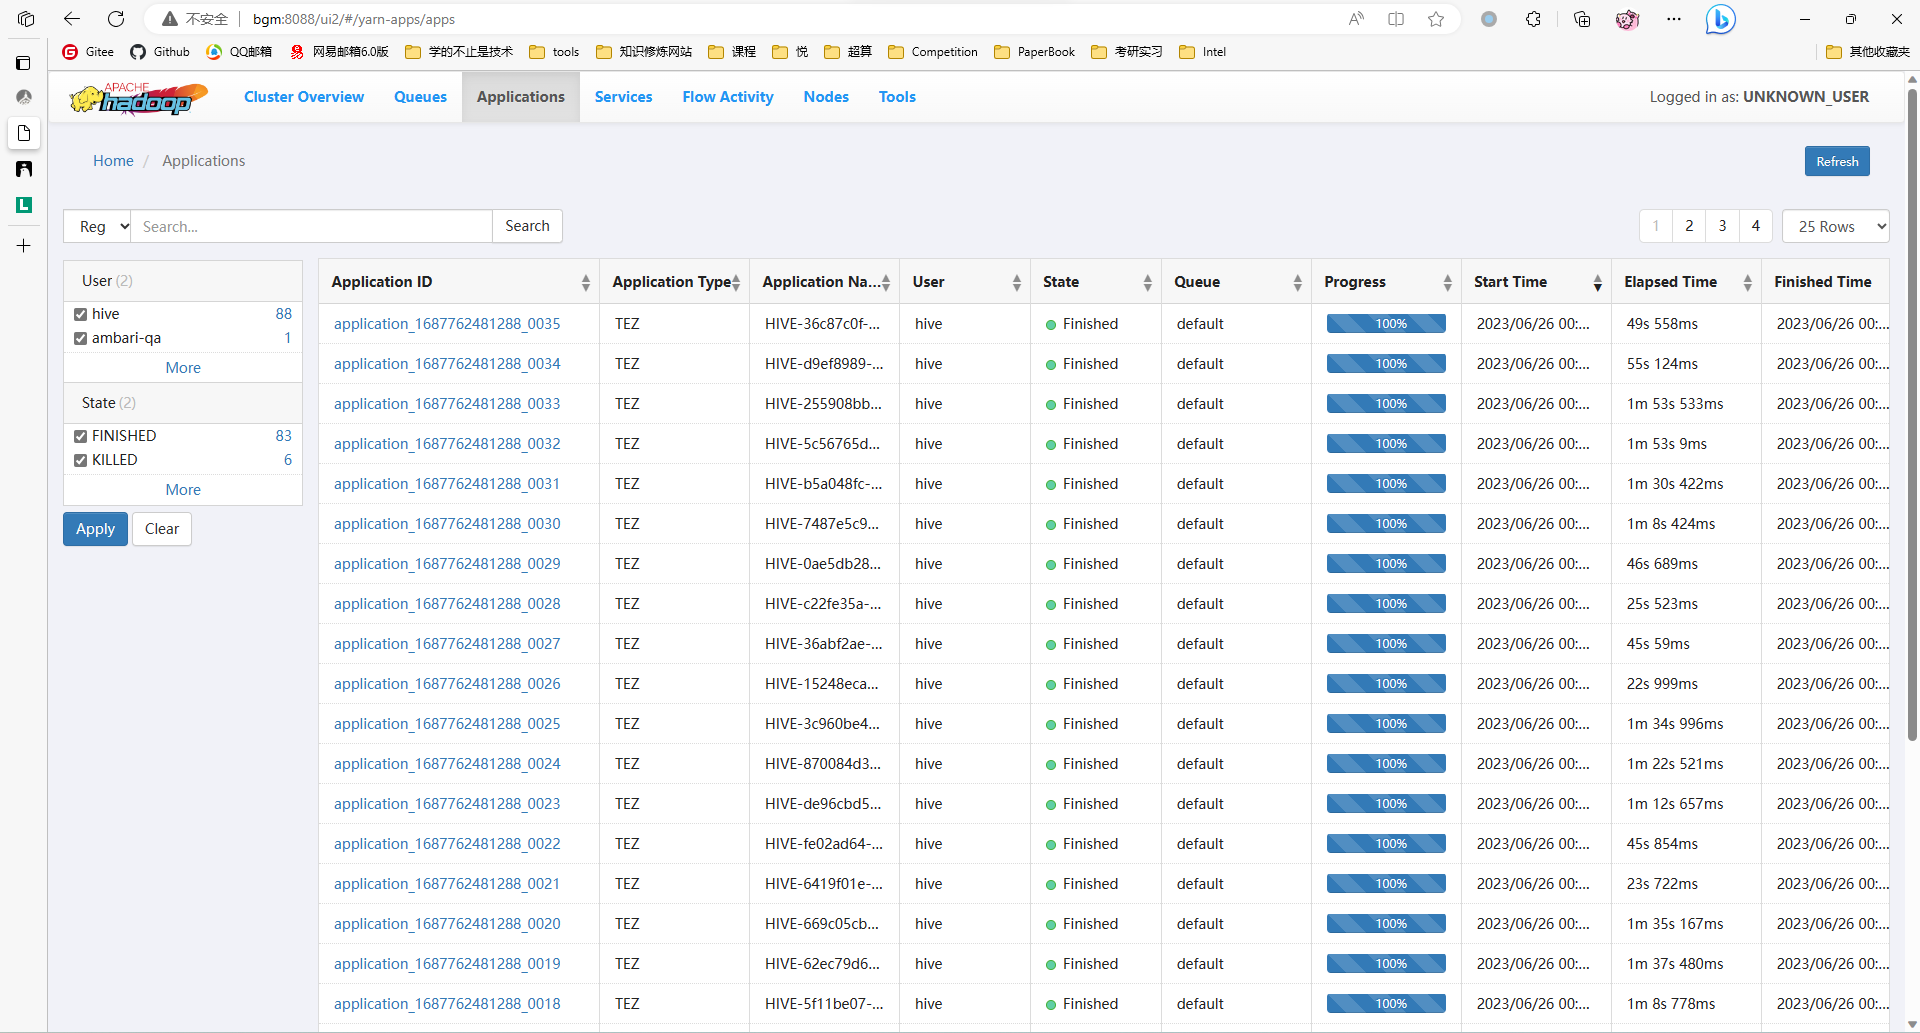 不安全 bgm:8088/ui2/#/yarn-apps/apps
Gitee Github QQ邮箱 网易邮箱6.0版 学的不止是技术 tools 知识修炼网站 课程 悦 超算 Competition PaperBook 考研实习 Intel 其他收藏夹
APACHE hadoop Cluster Overview Queues Applications Services Flow Activity Nodes Tools Logged in as: UNKNOWN_USER
Home / Applications Refresh
Reg Search... Search 1 2 3 4 25 Rows
User (2)
hive 88
ambari-qa 1
More
State (2)
FINISHED 83
KILLED 6
More
Apply Clear
Application ID Application Type Application Na... User State Queue Progress Start Time Elapsed Time Finished Time
application_1687762481288_0035 TEZ HIVE-36c87c0f-... hive Finished default 100% 2023/06/26 00:... 49s 558ms 2023/06/26 00:...
application_1687762481288_0034 TEZ HIVE-d9ef8989-... hive Finished default 100% 2023/06/26 00:... 55s 124ms 2023/06/26 00:...
application_1687762481288_0033 TEZ HIVE-255908bb... hive Finished default 100% 2023/06/26 00:... 1m 53s 533ms 2023/06/26 00:...
application_1687762481288_0032 TEZ HIVE-5c56765d... hive Finished default 100% 2023/06/26 00:... 1m 53s 9ms 2023/06/26 00:...
application_1687762481288_0031 TEZ HIVE-b5a048fc-... hive Finished default 100% 2023/06/26 00:... 1m 30s 422ms 2023/06/26 00:...
application_1687762481288_0030 TEZ HIVE-7487e5c9... hive Finished default 100% 2023/06/26 00:... 1m 8s 424ms 2023/06/26 00:...
application_1687762481288_0029 TEZ HIVE-0ae5db28... hive Finished default 100% 2023/06/26 00:... 46s 689ms 2023/06/26 00:...
application_1687762481288_0028 TEZ HIVE-c22fe35a-... hive Finished default 100% 2023/06/26 00:... 25s 523ms 2023/06/26 00:...
application_1687762481288_0027 TEZ HIVE-36abf2ae-... hive Finished default 100% 2023/06/26 00:... 45s 59ms 2023/06/26 00:...
application_1687762481288_0026 TEZ HIVE-15248eca... hive Finished default 100% 2023/06/26 00:... 22s 999ms 2023/06/26 00:...
application_1687762481288_0025 TEZ HIVE-3c960be4... hive Finished default 100% 2023/06/26 00:... 1m 34s 996ms 2023/06/26 00:...
application_1687762481288_0024 TEZ HIVE-870084d3... hive Finished default 100% 2023/06/26 00:... 1m 22s 521ms 2023/06/26 00:...
application_1687762481288_0023 TEZ HIVE-de96cbd5... hive Finished default 100% 2023/06/26 00:... 1m 12s 657ms 2023/06/26 00:...
application_1687762481288_0022 TEZ HIVE-fe02ad64-... hive Finished default 100% 2023/06/26 00:... 45s 854ms 2023/06/26 00:...
application_1687762481288_0021 TEZ HIVE-6419f01e-... hive Finished default 100% 2023/06/26 00:... 23s 722ms 2023/06/26 00:...
application_1687762481288_0020 TEZ HIVE-669c05cb... hive Finished default 100% 2023/06/26 00:... 1m 35s 167ms 2023/06/26 00:...
application_1687762481288_0019 TEZ HIVE-62ec79d6... hive Finished default 100% 2023/06/26 00:... 1m 37s 480ms 2023/06/26 00:...
application_1687762481288_0018 TEZ HIVE-5f11be07-... hive Finished default 100% 2023/06/26 00:... 1m 8s 778ms 2023/06/26 00:...